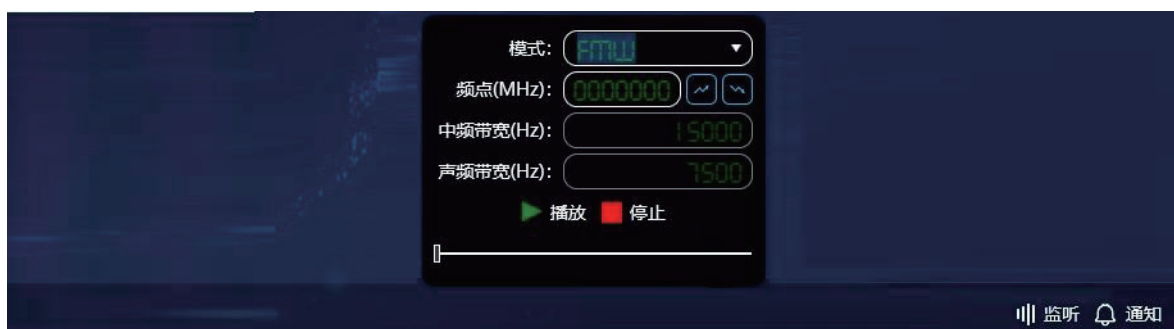 模式: FMW
频点(MHz): 0000000
中频带宽(Hz): 15000
声频带宽(Hz): 7500
播放 停止
监听 通知